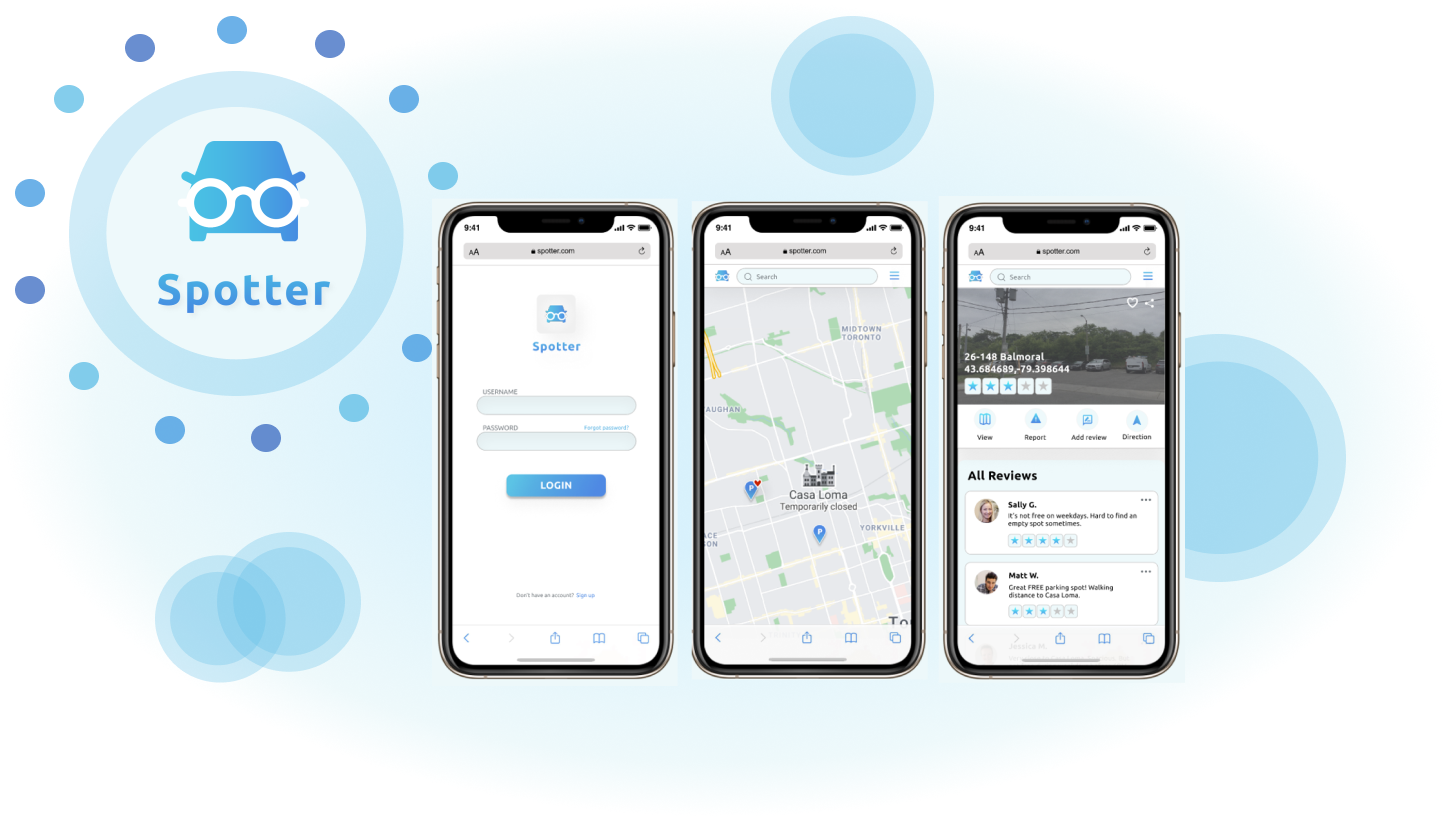 Spotter
9:41
AA
spotter.com
Spotter
USERNAME
PASSWORD
Forgot password?
LOGIN
Don't have an account? Sign up
9:41
AA
spotter.com
Search
MIDTOWN
TORONTO
AUGHAN
Casa Loma
Temporarily closed
P
P
YORKVILLE
ACE
SON
To
9:41
AA
spotter.com
Search
26-148 Balmoral
43.684689,-79.398644
View
Report
Add review
Direction
All Reviews
Sally G.
It's not free on weekdays. Hard to find an
empty spot sometimes.
Matt W.
Great FREE parking spot! Walking
distance to Casa Loma.
Jessica M.